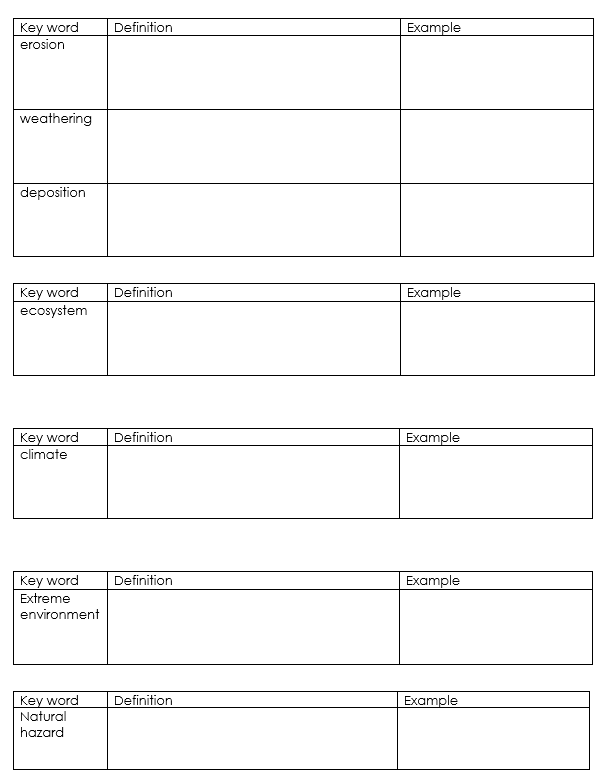 Key word Definition Example
erosion
weathering
deposition
Key word Definition Example
ecosystem
Key word Definition Example
climate
Key word Definition Example
Extreme
environment
Key word Definition Example
Natural
hazard